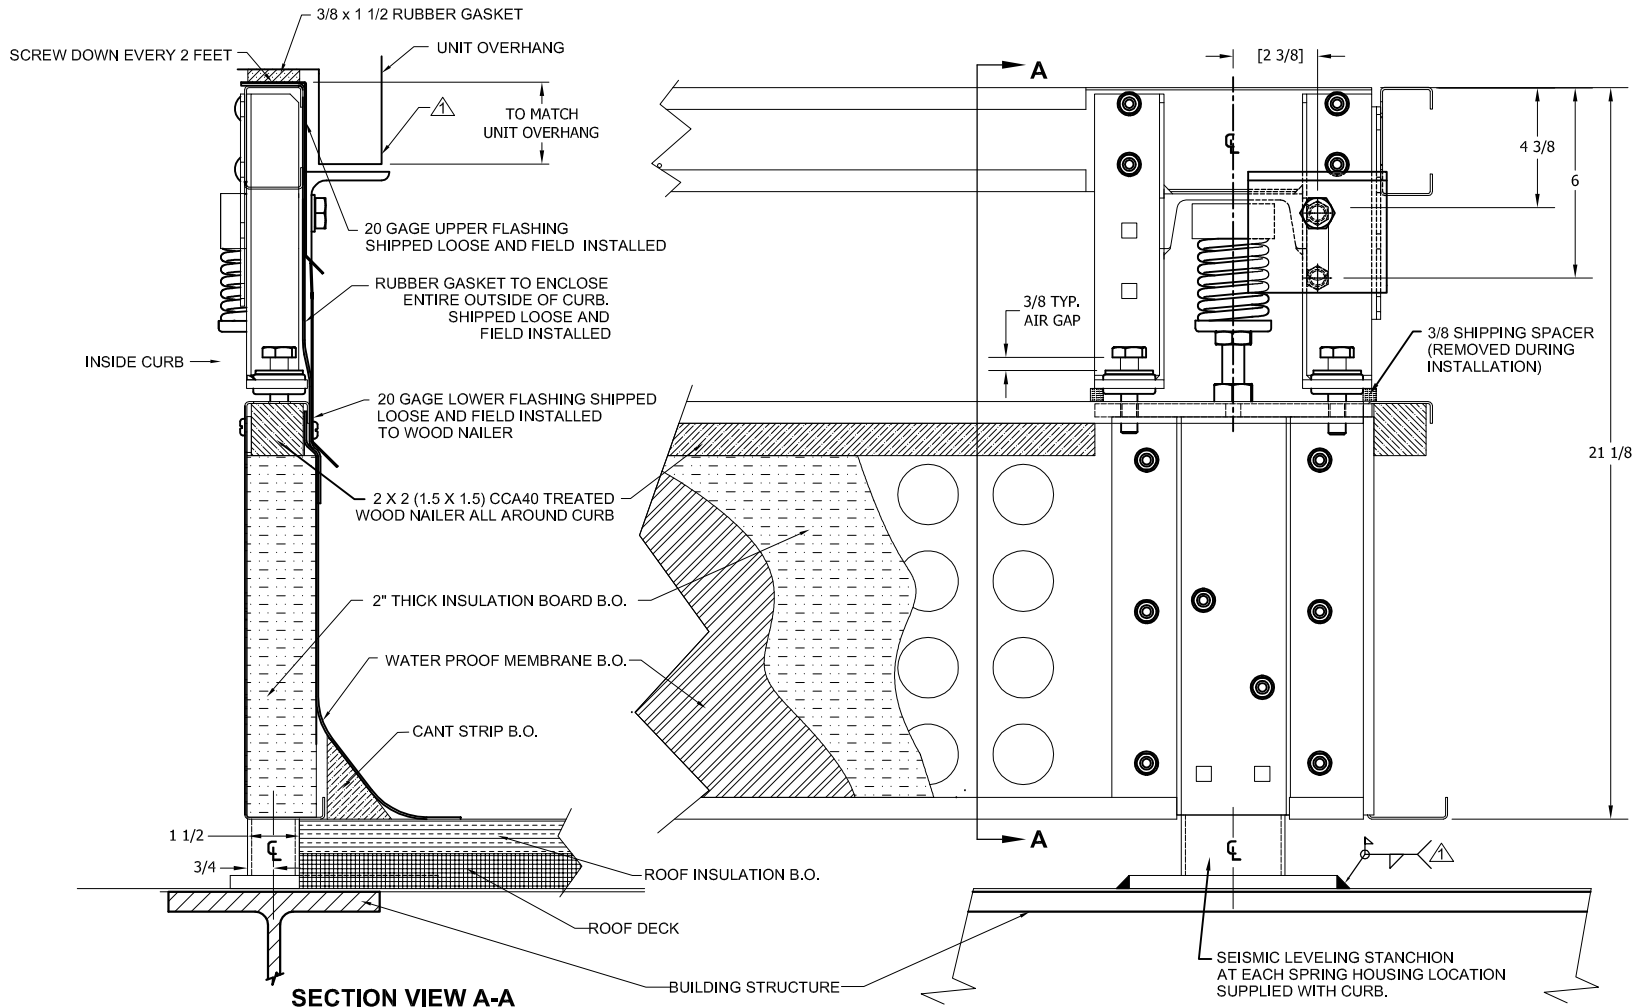 3/8 x 1 1/2 RUBBER GASKET
SCREW DOWN EVERY 2 FEET
UNIT OVERHANG
1
TO MATCH
UNIT OVERHANG
20 GAGE UPPER FLASHING
SHIPPED LOOSE AND FIELD INSTALLED
RUBBER GASKET TO ENCLOSE
ENTIRE OUTSIDE OF CURB.
SHIPPED LOOSE AND
FIELD INSTALLED
INSIDE CURB
20 GAGE LOWER FLASHING SHIPPED
LOOSE AND FIELD INSTALLED
TO WOOD NAILER
2 X 2 (1.5 X 1.5) CCA40 TREATED
WOOD NAILER ALL AROUND CURB
2" THICK INSULATION BOARD B.O.
WATER PROOF MEMBRANE B.O.
CANT STRIP B.O.
1 1/2
3/4
CL
ROOF INSULATION B.O.
ROOF DECK
BUILDING STRUCTURE
SECTION VIEW A-A
A
[2 3/8]
CL
4 3/8
6
3/8 TYP.
AIR GAP
3/8 SHIPPING SPACER
(REMOVED DURING
INSTALLATION)
21 1/8
A
CL
1
SEISMIC LEVELING STANCHION
AT EACH SPRING HOUSING LOCATION
SUPPLIED WITH CURB.